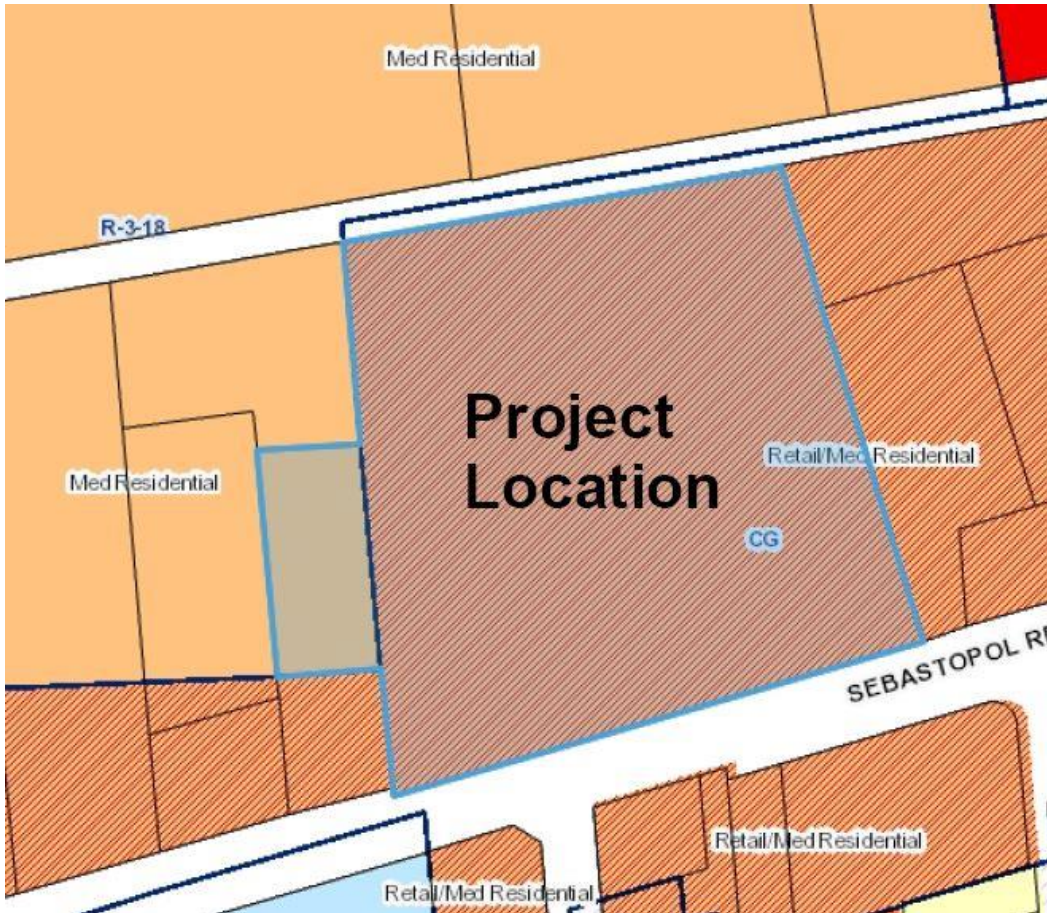 Med Residential
R-3-18
Project
Location
Retail/Med Residential
Med Residential
CG
SEBASTOPOL
Retail/Med Residential
Retail/Med Residential